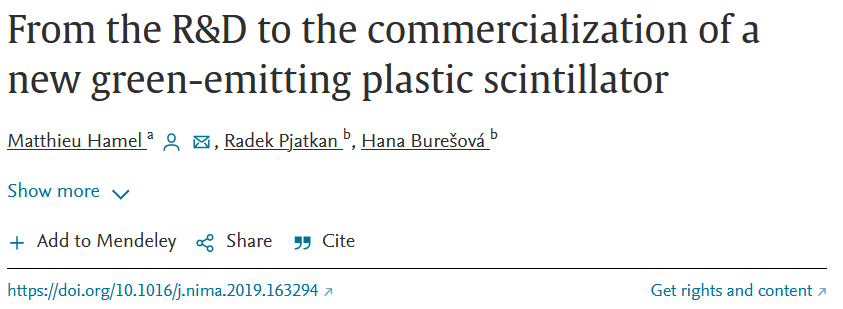 From the R&D to the commercialization of a
new green-emitting plastic scintillator
Matthieu Hamel a, Radek Pjatkan b, Hana Burešová b
Show more
Add to Mendeley Share Cite
https://doi.org/10.1016/j.nima.2019.163294 Get rights and content